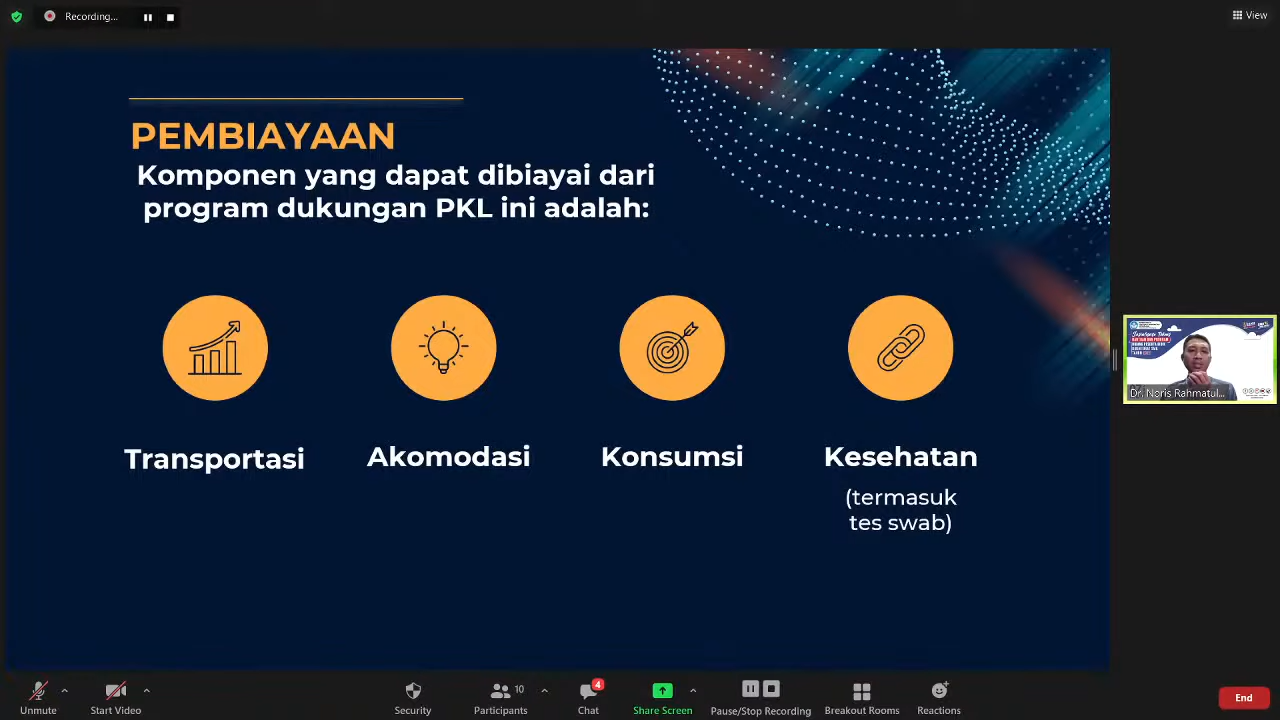 Recording...
View
PEMBIAYAAN
Komponen yang dapat dibiayai dari
program dukungan PKL ini adalah:
Transportasi
Akomodasi
Konsumsi
Kesehatan
(termasuk
tes swab)
Dr. Noris Rahmatul...
Unmute
Start Video
Security
Participants
10
Chat
4
Share Screen
Pause/Stop Recording
Breakout Rooms
Reactions
End